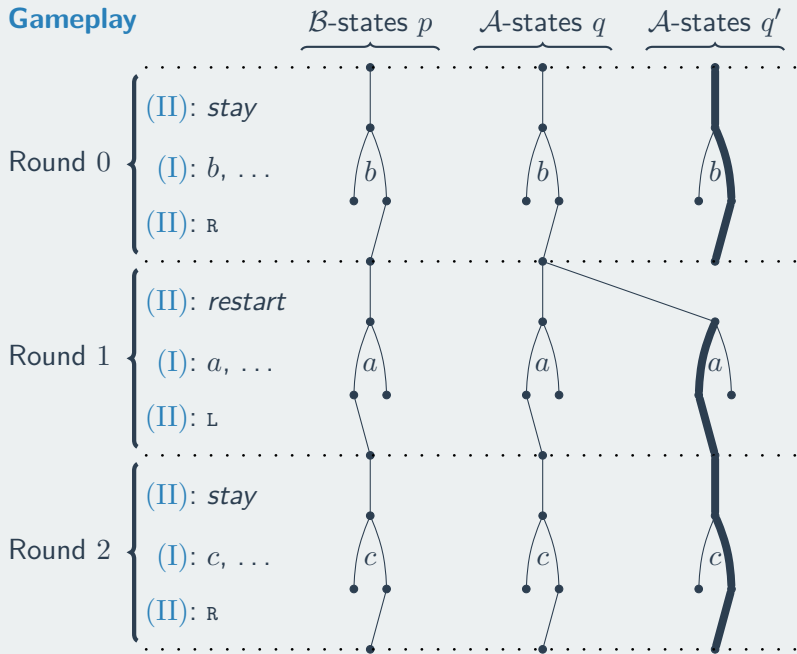 Gameplay
ℬ-states p 𝒜-states q 𝒜-states q′
(II): stay
Round 0 (I): b, ... b b b
(II): R
(II): restart
Round 1 (I): a, ... a a a
(II): L
(II): stay
Round 2 (I): c, ... c c c
(II): R